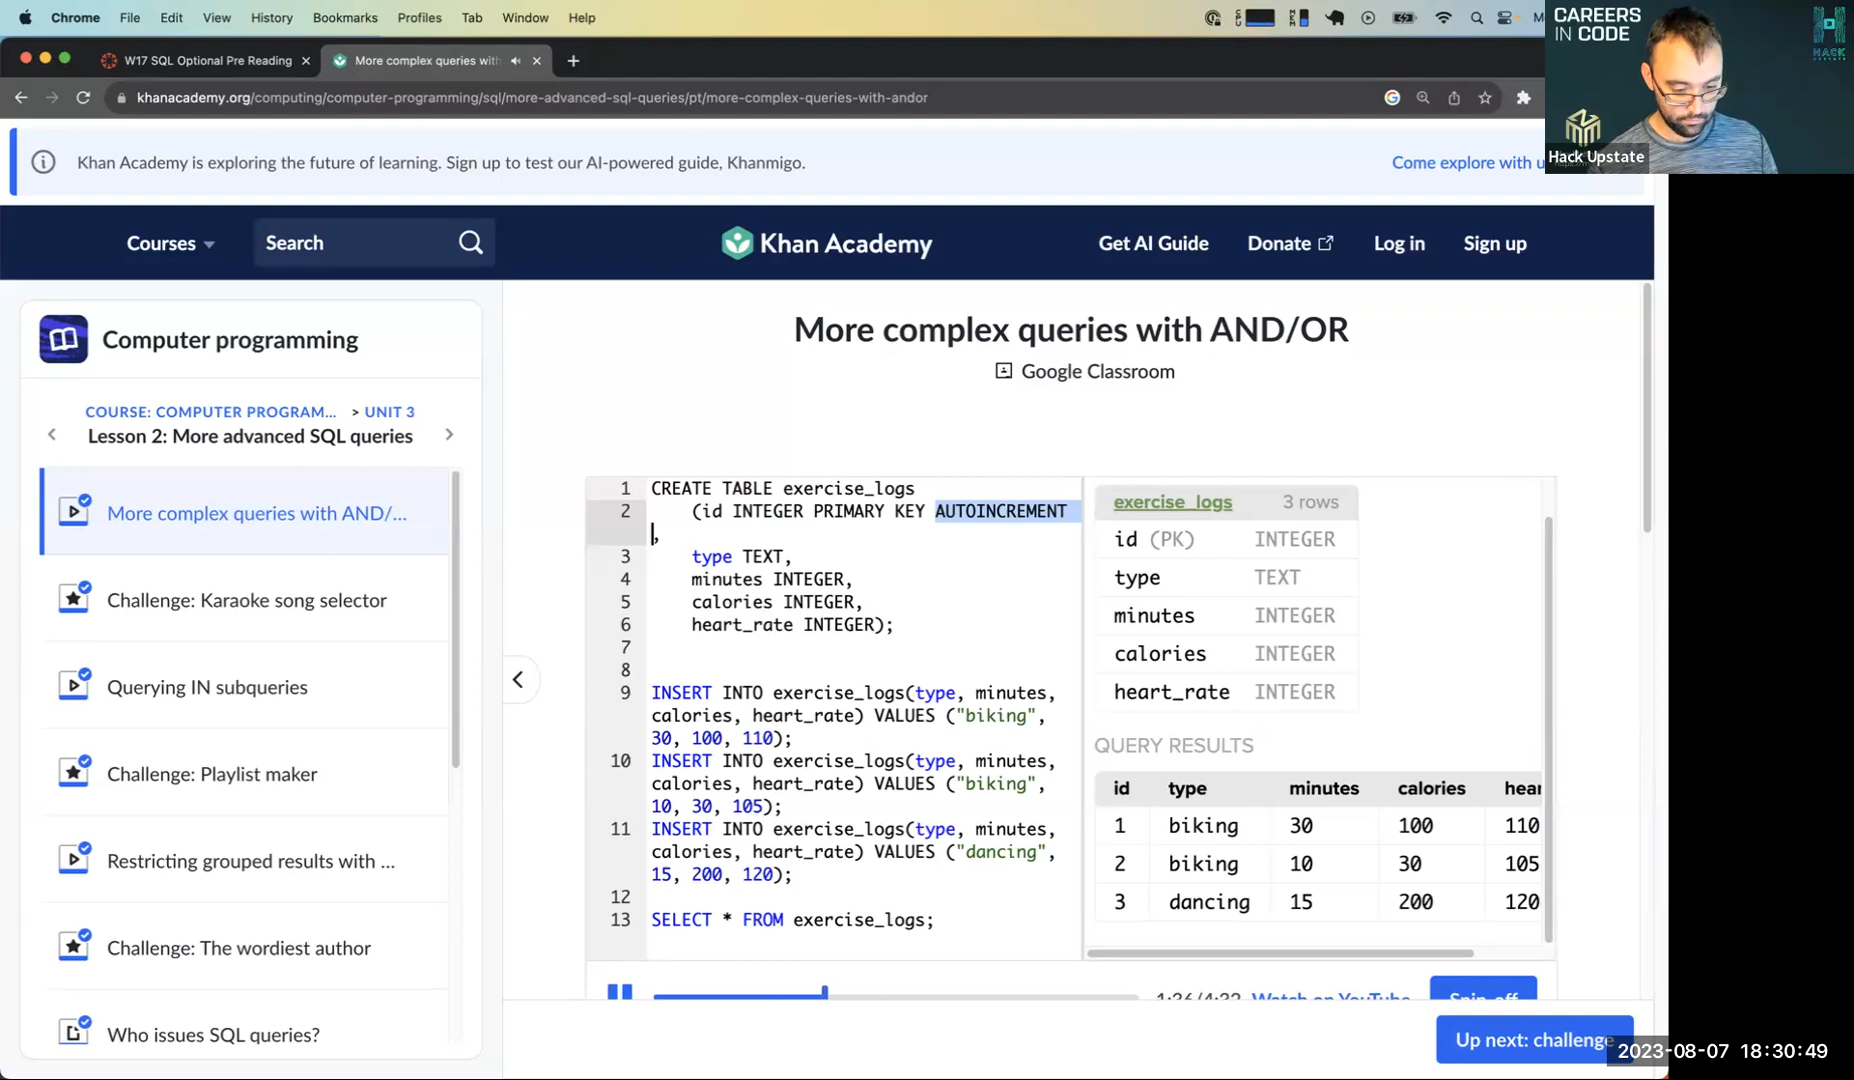 Chrome File Edit View History Bookmarks Profiles Tab Window Help
W17 SQL Optional Pre Reading
More complex queries with
khanacademy.org/computing/computer-programming/sql/more-advanced-sql-queries/pt/more-complex-queries-with-andor
CAREERS
IN CODE
HACK
Hack Upstate
Khan Academy is exploring the future of learning. Sign up to test our AI-powered guide, Khanmigo.
Come explore with u
Courses
Search
Khan Academy
Get AI Guide
Donate
Log in
Sign up
Computer programming
COURSE: COMPUTER PROGRAM... > UNIT 3
Lesson 2: More advanced SQL queries
More complex queries with AND/...
Challenge: Karaoke song selector
Querying IN subqueries
Challenge: Playlist maker
Restricting grouped results with ...
Challenge: The wordiest author
Who issues SQL queries?
More complex queries with AND/OR
Google Classroom
1 CREATE TABLE exercise_logs
2 (id INTEGER PRIMARY KEY AUTOINCREMENT
,
3 type TEXT,
4 minutes INTEGER,
5 calories INTEGER,
6 heart_rate INTEGER);
7
8
9 INSERT INTO exercise_logs(type, minutes,
calories, heart_rate) VALUES ("biking",
30, 100, 110);
10 INSERT INTO exercise_logs(type, minutes,
calories, heart_rate) VALUES ("biking",
10, 30, 105);
11 INSERT INTO exercise_logs(type, minutes,
calories, heart_rate) VALUES ("dancing",
15, 200, 120);
12
13 SELECT * FROM exercise_logs;
exercise_logs 3 rows
id (PK) INTEGER
type TEXT
minutes INTEGER
calories INTEGER
heart_rate INTEGER
QUERY RESULTS
id type minutes calories hear
1 biking 30 100 110
2 biking 10 30 105
3 dancing 15 200 120
1:36/4:32 Watch on YouTube
Spin-off
Up next: challenge
2023-08-07 18:30:49